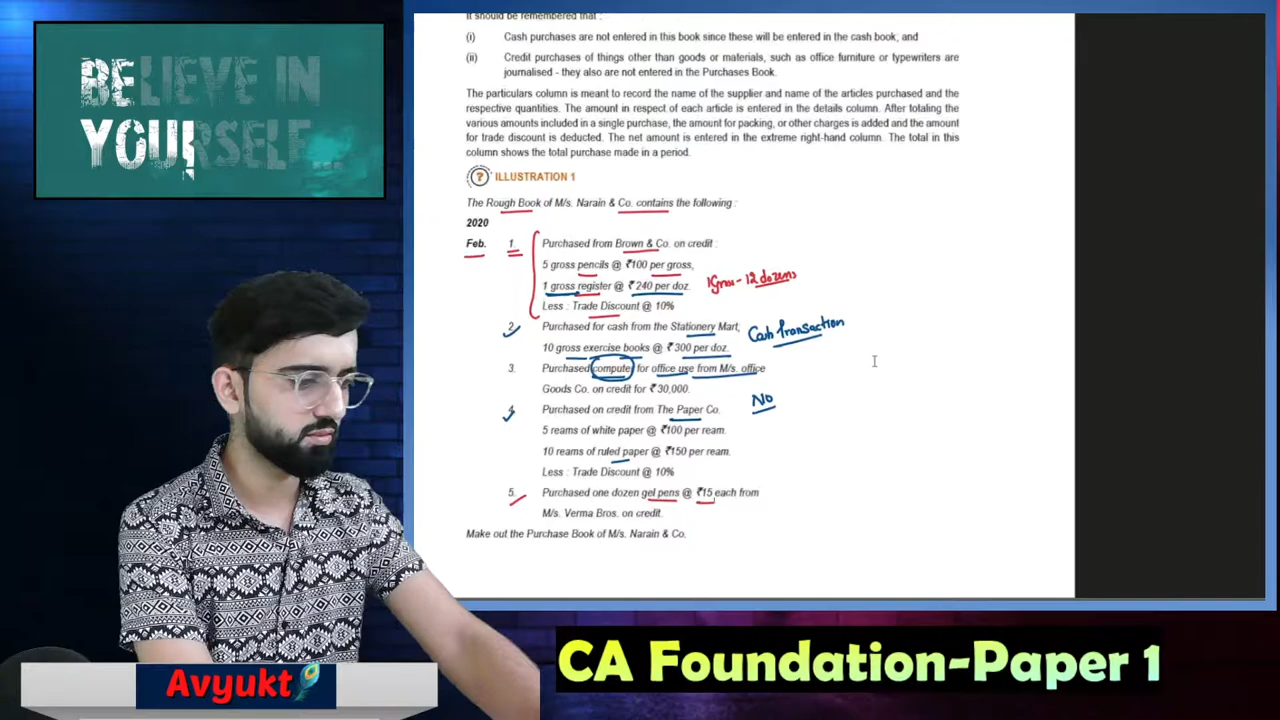 BELIEVE IN
YOURSELF...
It should be remembered that :
(i) Cash purchases are not entered in this book since these will be entered in the cash book; and
(ii) Credit purchases of things other than goods or materials, such as office furniture or typewriters are
journalised - they also are not entered in the Purchases Book.
The particulars column is meant to record the name of the supplier and name of the articles purchased and the
respective quantities. The amount in respect of each article is entered in the details column. After totaling the
various amounts included in a single purchase, the amount for packing, or other charges is added and the amount
for trade discount is deducted. The net amount is entered in the extreme right-hand column. The total in this
column shows the total purchase made in a period.
? ILLUSTRATION 1
The Rough Book of M/s. Narain & Co. contains the following :
2020
Feb. 1. Purchased from Brown & Co. on credit :
5 gross pencils @ ₹100 per gross,
1 gross register @ ₹ 240 per doz.
1Gross - 12 dozens
Less : Trade Discount @ 10%
2. Purchased for cash from the Stationery Mart,
Cash Transaction
10 gross exercise books @ ₹300 per doz.
3. Purchased computer for office use from M/s. office
Goods Co. on credit for ₹30,000.
No
4. Purchased on credit from The Paper Co.
5 reams of white paper @ ₹100 per ream.
10 reams of ruled paper @ ₹150 per ream.
Less : Trade Discount @ 10%
5. Purchased one dozen gel pens @ ₹15 each from
M/s. Verma Bros. on credit.
Make out the Purchase Book of M/s. Narain & Co.
Avyukt
CA Foundation-Paper 1